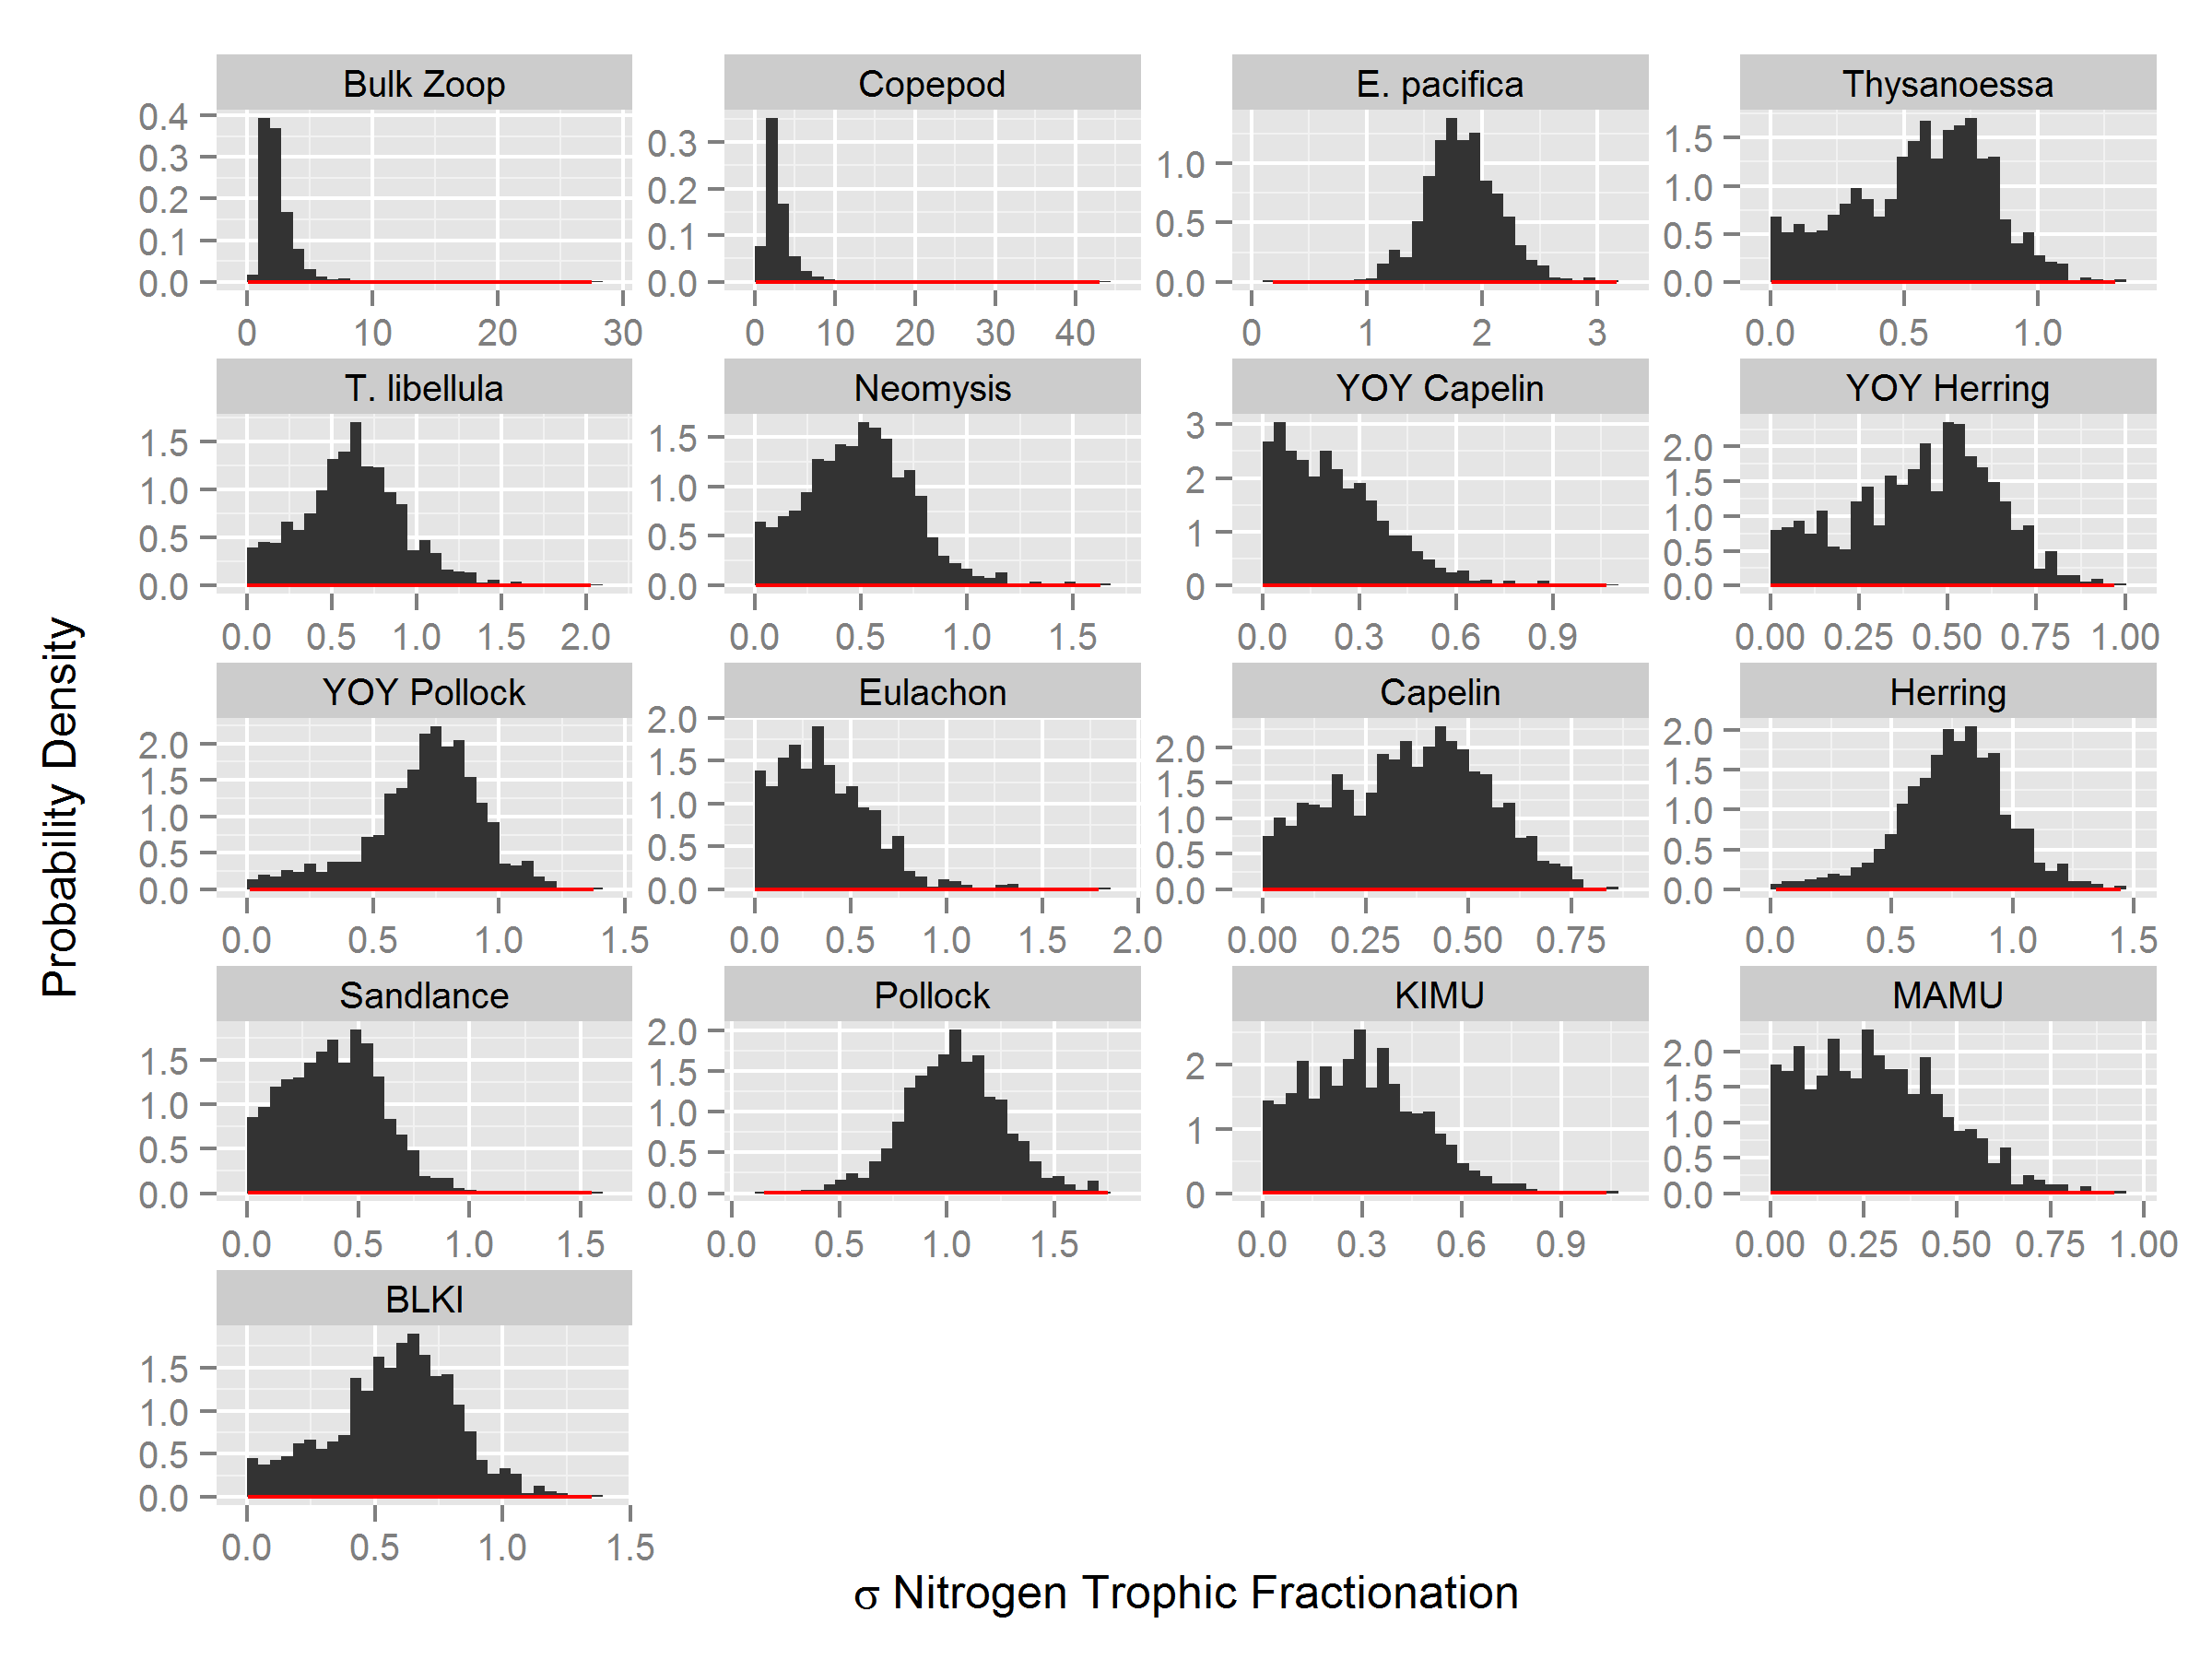 Bulk Zoop Copepod E. pacifica Thysanoessa
0.4 0.3 0.2 0.1 0.0 0.3 0.2 0.1 0.0 1.0 0.5 0.0 1.5 1.0 0.5 0.0
0 10 20 30 0 10 20 30 40 0 1 2 3 0.0 0.5 1.0
T. libellula Neomysis YOY Capelin YOY Herring
1.5 1.0 0.5 0.0 1.5 1.0 0.5 0.0 3 2 1 0 2.0 1.5 1.0 0.5 0.0
0.0 0.5 1.0 1.5 2.0 0.0 0.5 1.0 1.5 0.0 0.3 0.6 0.9 0.00 0.25 0.50 0.75 1.00
Probability Density
YOY Pollock Eulachon Capelin Herring
2.0 1.5 1.0 0.5 0.0 2.0 1.5 1.0 0.5 0.0 2.0 1.5 1.0 0.5 0.0 2.0 1.5 1.0 0.5 0.0
0.0 0.5 1.0 1.5 0.0 0.5 1.0 1.5 2.0 0.00 0.25 0.50 0.75 0.0 0.5 1.0 1.5
Sandlance Pollock KIMU MAMU
1.5 1.0 0.5 0.0 2.0 1.5 1.0 0.5 0.0 2 1 0 2.0 1.5 1.0 0.5 0.0
0.0 0.5 1.0 1.5 0.0 0.5 1.0 1.5 0.0 0.3 0.6 0.9 0.00 0.25 0.50 0.75 1.00
BLKI
1.5 1.0 0.5 0.0
0.0 0.5 1.0 1.5
σ Nitrogen Trophic Fractionation